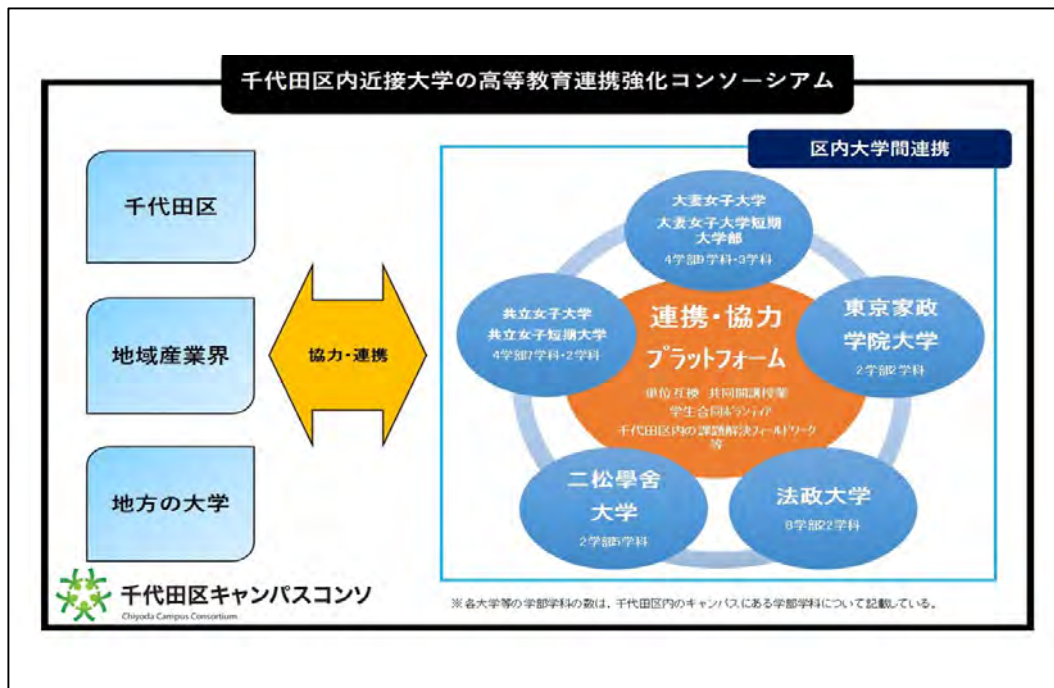 千代田区内近接大学の高等教育連携強化コンソーシアム
区内大学間連携
千代田区
地域産業界
地方の大学
協力・連携
大妻女子大学
大妻女子大学短期
大学部
4学部9学科・3学科
共立女子大学
共立女子短期大学
4学部7学科・2学科
東京家政
学院大学
2学部2学科
連携・協力
プラットフォーム
単位互換 共同開講授業
学生合同ボランティア
千代田区内の課題解決フィールドワーク
等
二松學舍
大学
2学部5学科
法政大学
学部22学科
千代田区キャンパスコンソ
Chiyoda Campus Consortium
※各大学等の学部学科の数は、千代田区内のキャンパスにある学部学科について記載している。